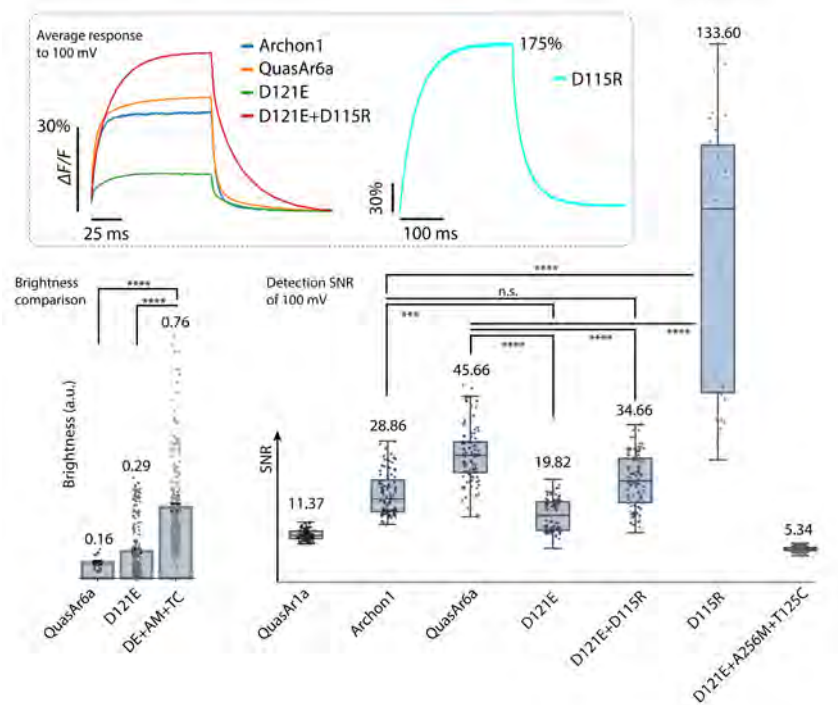 Average response
to 100 mV
Archon1
QuasAr6a
D121E
D121E+D115R
30%
ΔF/F
25 ms
175%
D115R
30%
100 ms
133.60
Brightness
comparison
****
****
0.76
Detection SNR
of 100 mV
****
n.s.
***
****
****
****
Brightness (a.u.)
0.16
0.29
QuasAr6a
D121E
DE+AM+TC
SNR
11.37
28.86
45.66
19.82
34.66
5.34
QuasAr1a
Archon1
QuasAr6a
D121E
D121E+D115R
D115R
D121E+A256M+T125C